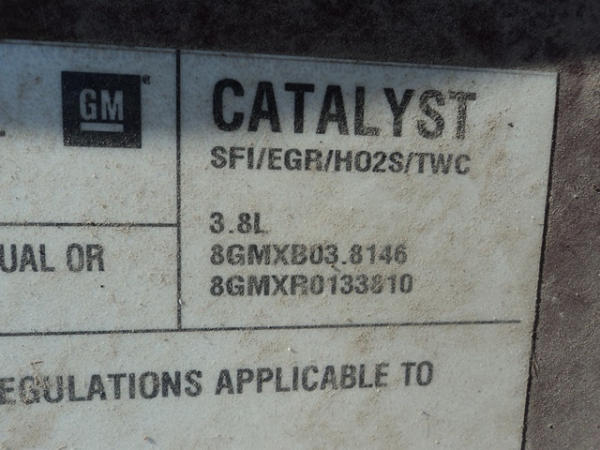 GM
CATALYST
SFI/EGR/HO2S/TWC
3.8L
8GMXB03.8146
8GMXR0133810
UAL OR
EGULATIONS APPLICABLE TO